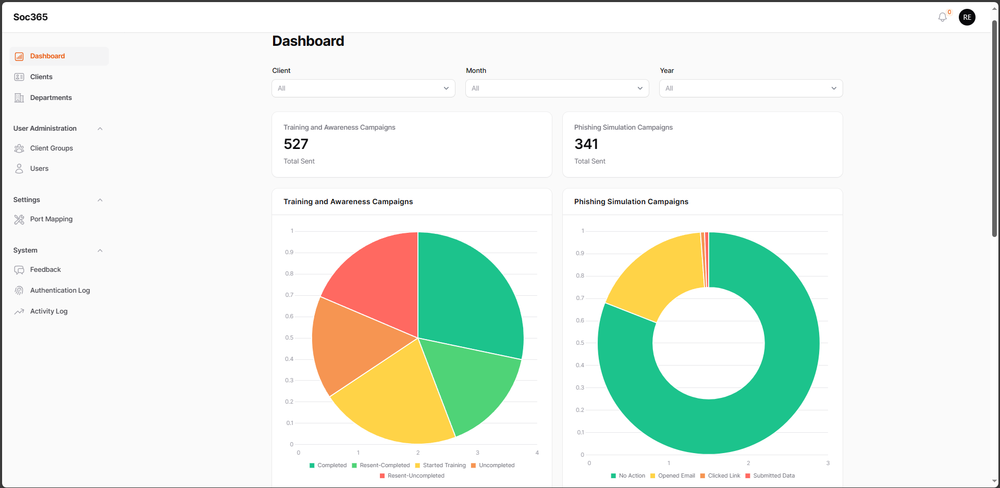 Soc365
0
RE
Dashboard
Clients
Departments
User Administration
Client Groups
Users
Settings
Port Mapping
System
Feedback
Authentication Log
Activity Log
Dashboard
Client
Month
Year
All
All
All
Training and Awareness Campaigns
527
Total Sent
Phishing Simulation Campaigns
341
Total Sent
Training and Awareness Campaigns
1
0.9
0.8
0.7
0.6
0.5
0.4
0.3
0.2
0.1
0
0 1 2 3 4
Completed Resent-Completed Started Training Uncompleted
Resent-Uncompleted
Phishing Simulation Campaigns
1
0.9
0.8
0.7
0.6
0.5
0.4
0.3
0.2
0.1
0
0 1 2 3
No Action Opened Email Clicked Link Submitted Data